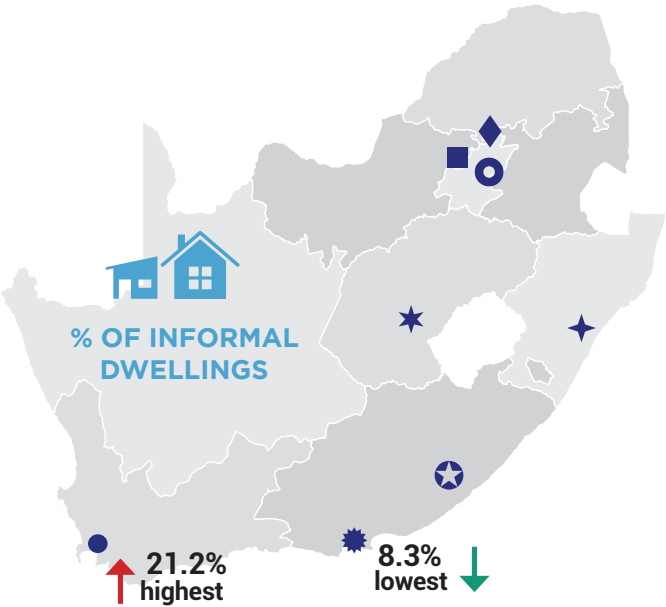 % OF INFORMAL
DWELLINGS
21.2%
highest
8.3%
lowest